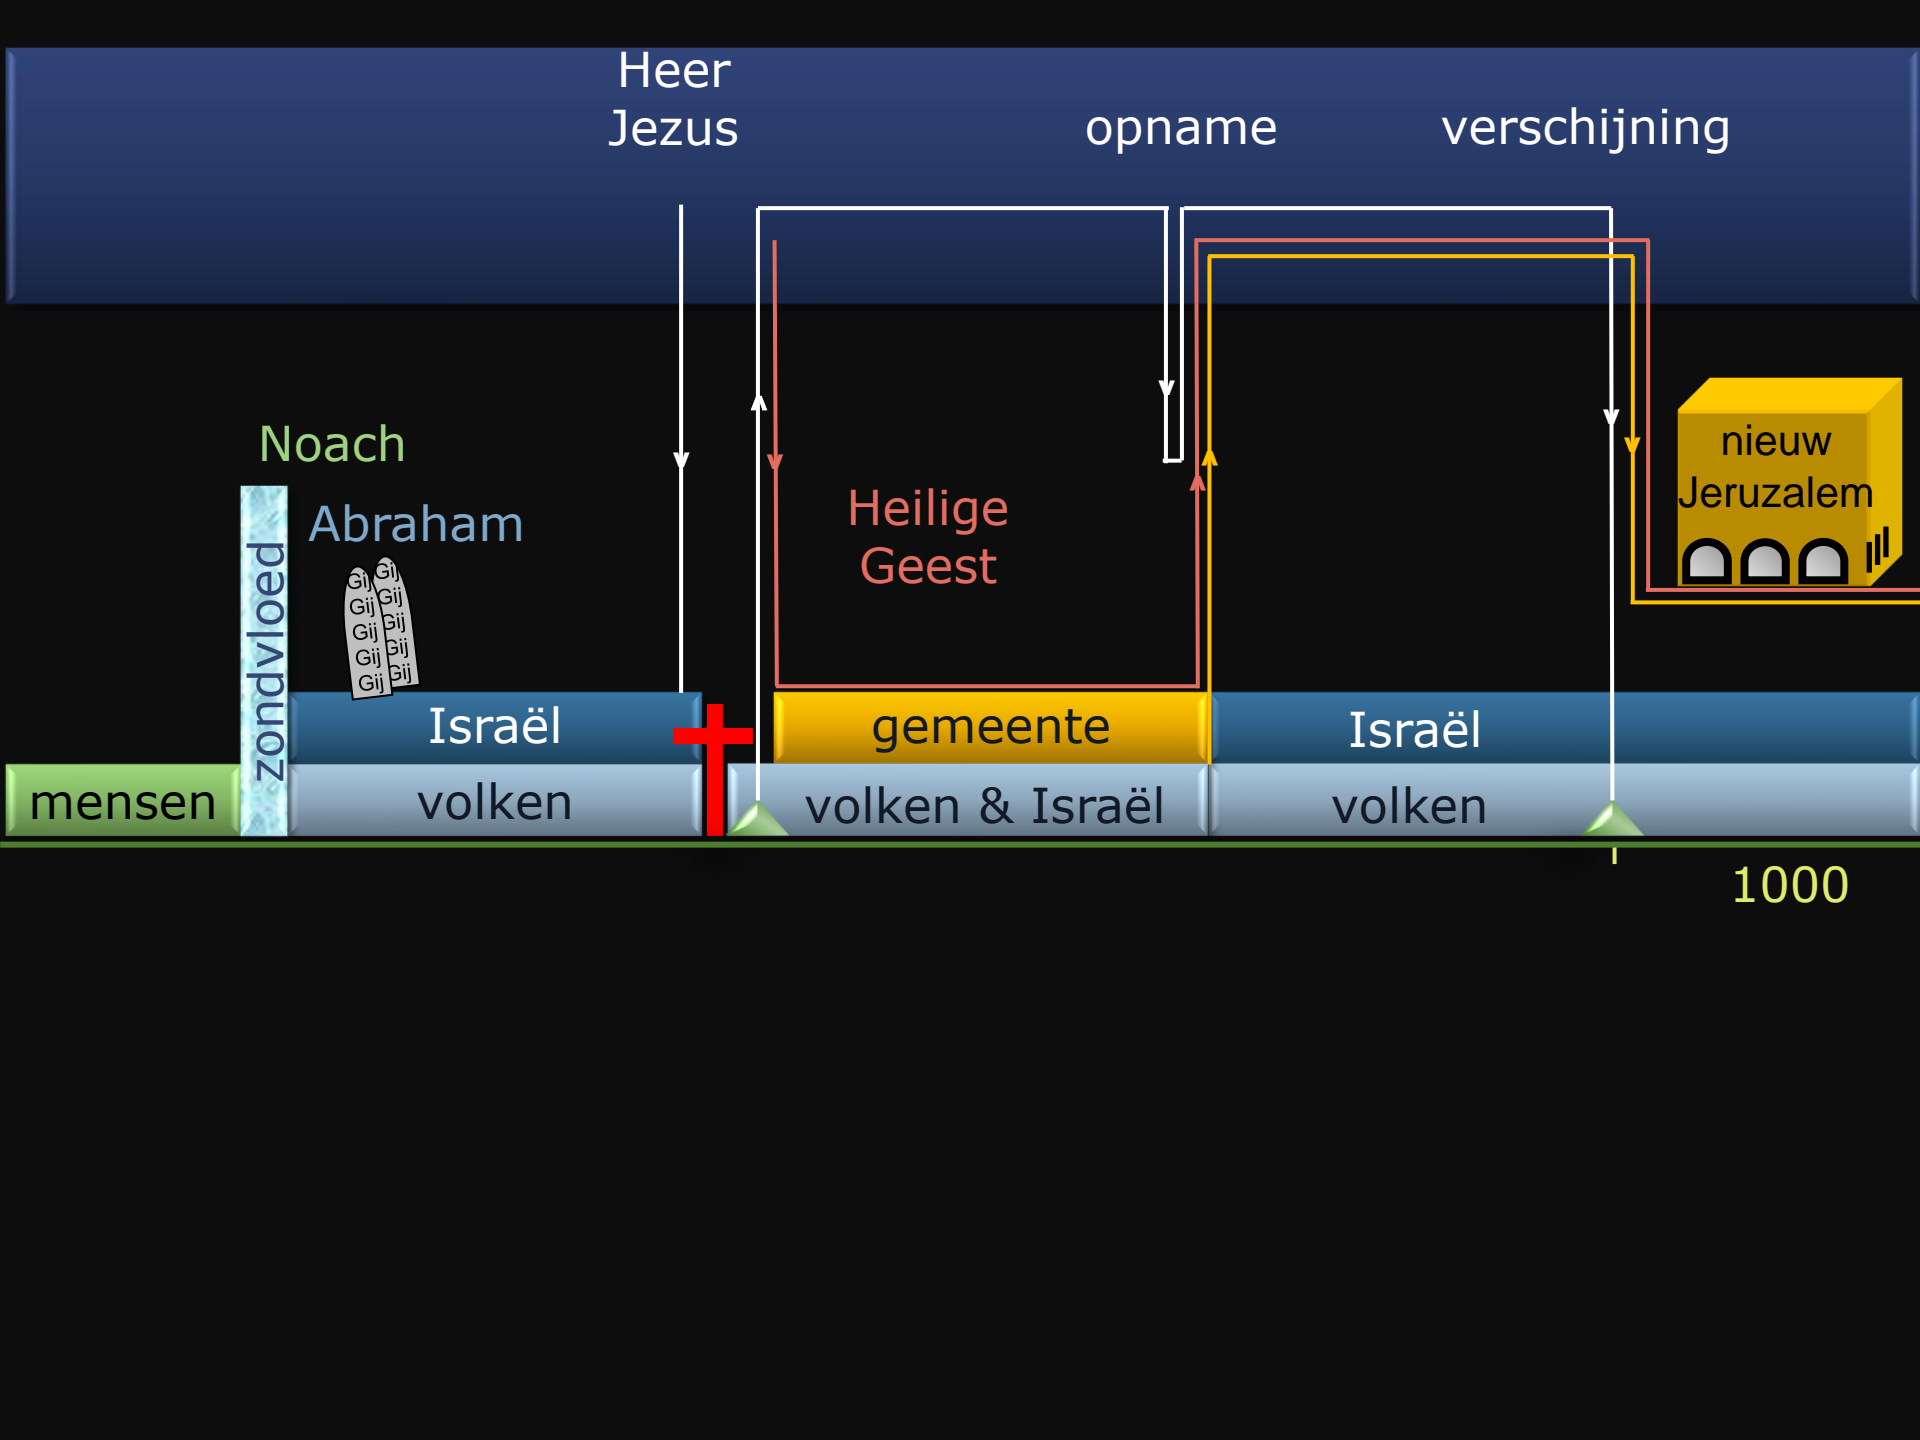 Heer
Jezus
opname
verschijning
Noach
Abraham
zondvloed
Gij
Gij
Gij
Gij
Gij
Gij
Gij
Gij
Gij
Gij
Heilige
Geest
nieuw
Jeruzalem
Israël
gemeente
Israël
mensen
volken
volken & Israël
volken
1000